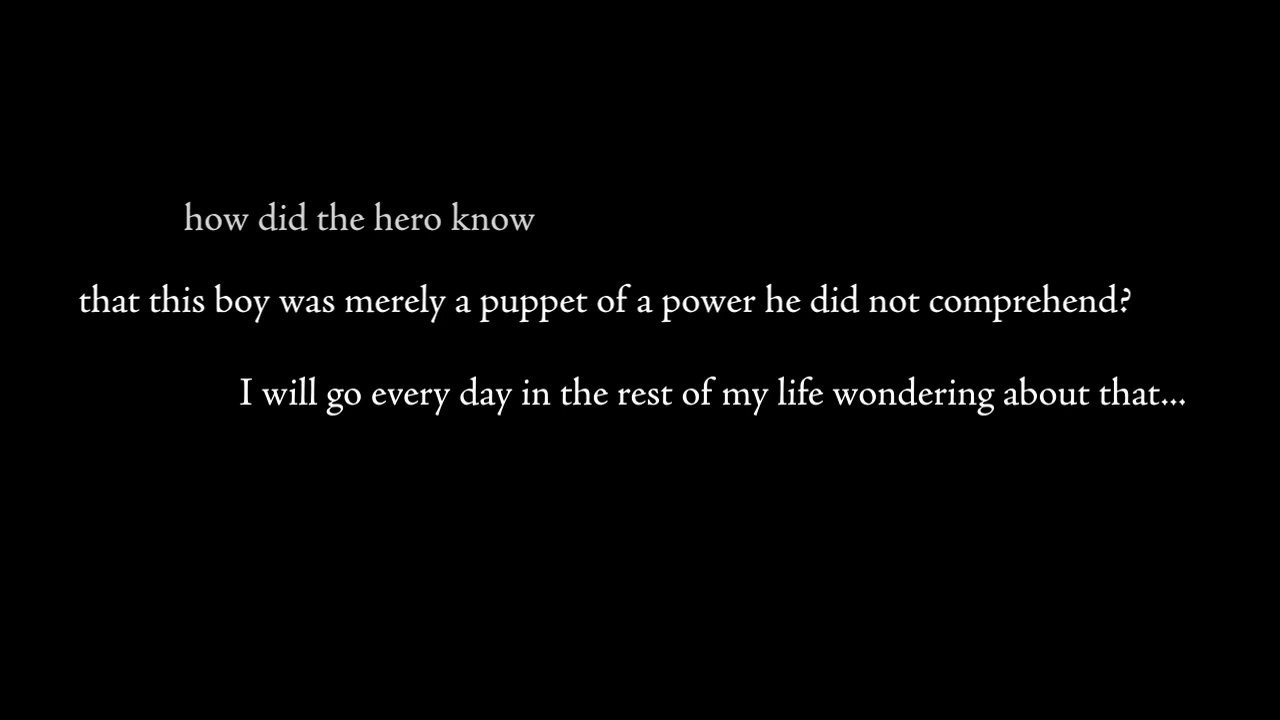 how did the hero know
that this boy was merely a puppet of a power he did not comprehend?
I will go every day in the rest of my life wondering about that...